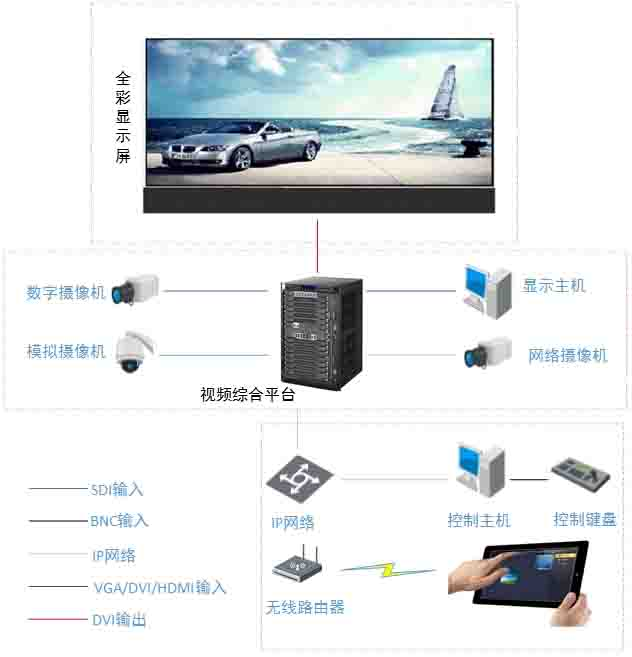 全彩显示屏
数字摄像机
显示主机
模拟摄像机
网络摄像机
视频综合平台
SDI输入
BNC输入
IP网络
VGA/DVI/HDMI输入
DVI输出
IP网络
控制主机
控制键盘
无线路由器